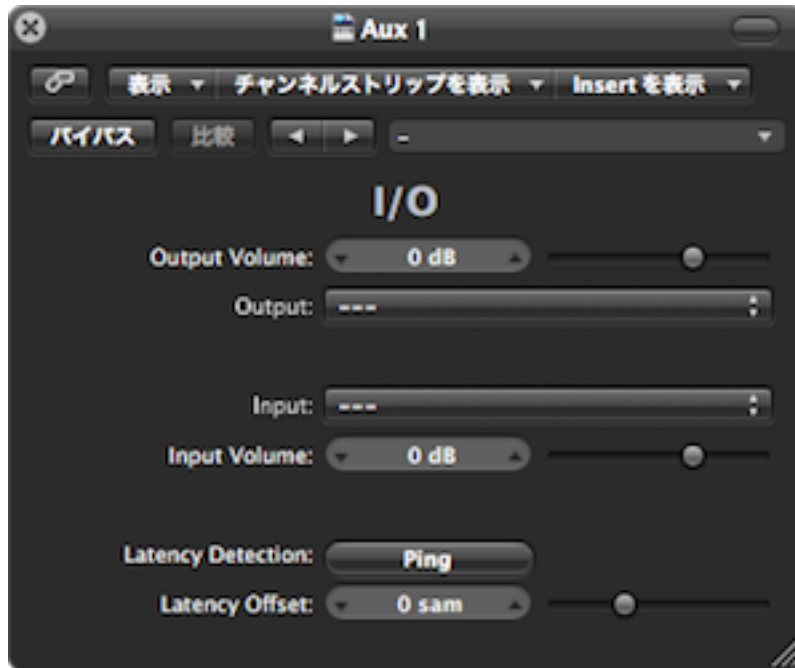 Aux 1
表示 チャンネルストリップを表示 Insert を表示
バイパス 比較 -
I/O
Output Volume: 0 dB
Output: ---
Input: ---
Input Volume: 0 dB
Latency Detection: Ping
Latency Offset: 0 sam